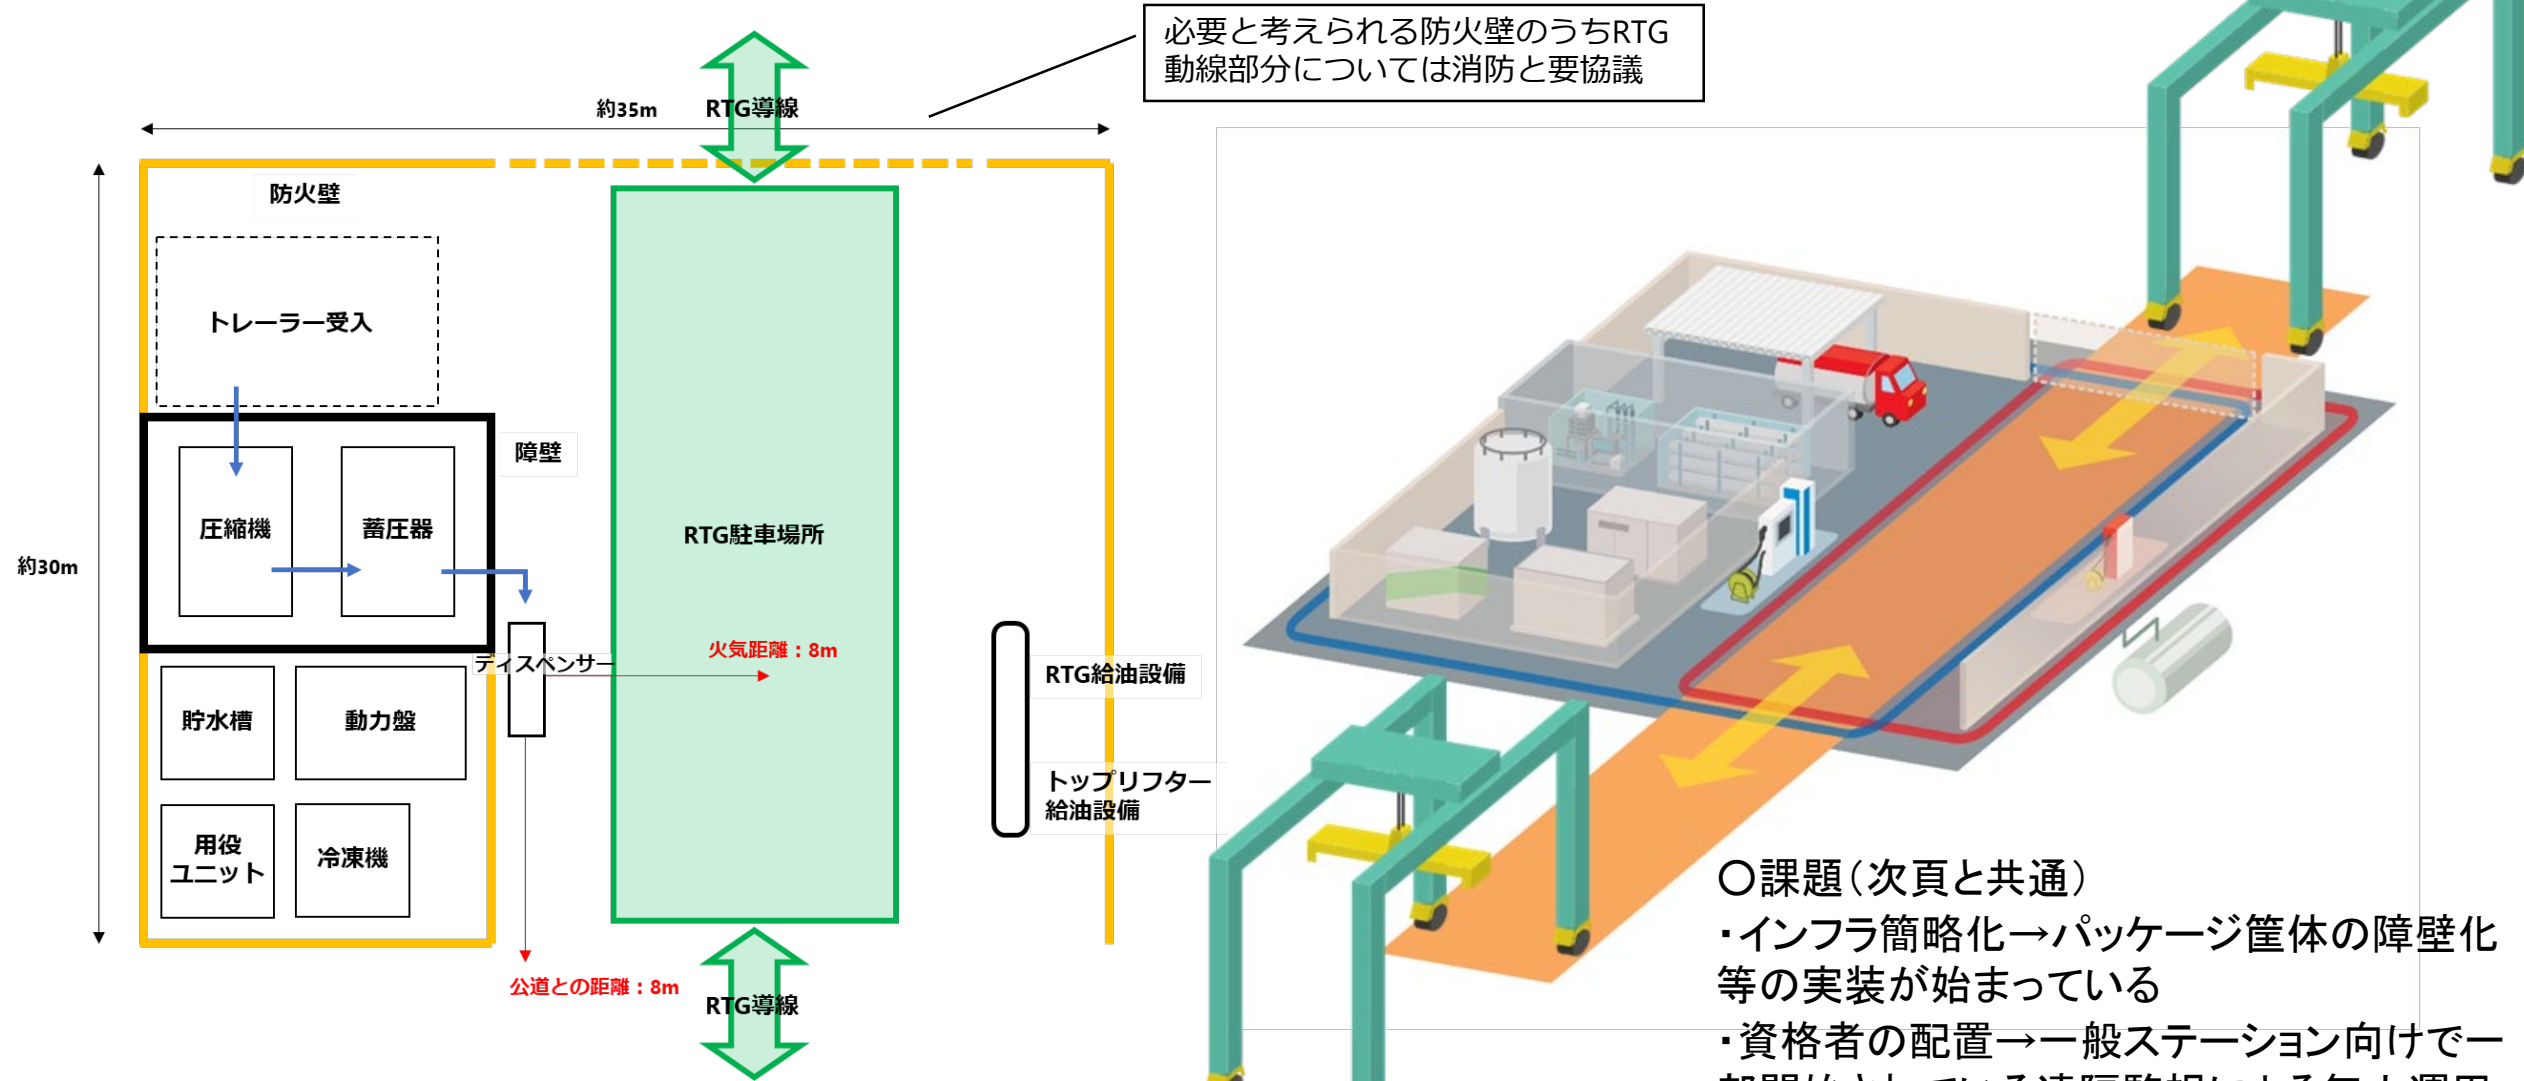 必要と考えられる防火壁のうちRTG
動線部分については消防と要協議
約35m
RTG導線
防火壁
トレーラー受入
障壁
圧縮機
蓄圧器
RTG駐車場所
約30m
火気距離：8m
ディスペンサー
RTG給油設備
貯水槽
動力盤
トップリフター
給油設備
用役
ユニット
冷凍機
公道との距離：8m
RTG導線
〇課題（次頁と共通）
・インフラ簡略化→パッケージ筐体の障壁化
等の実装が始まっている
・資格者の配置→一般ステーション向けで一